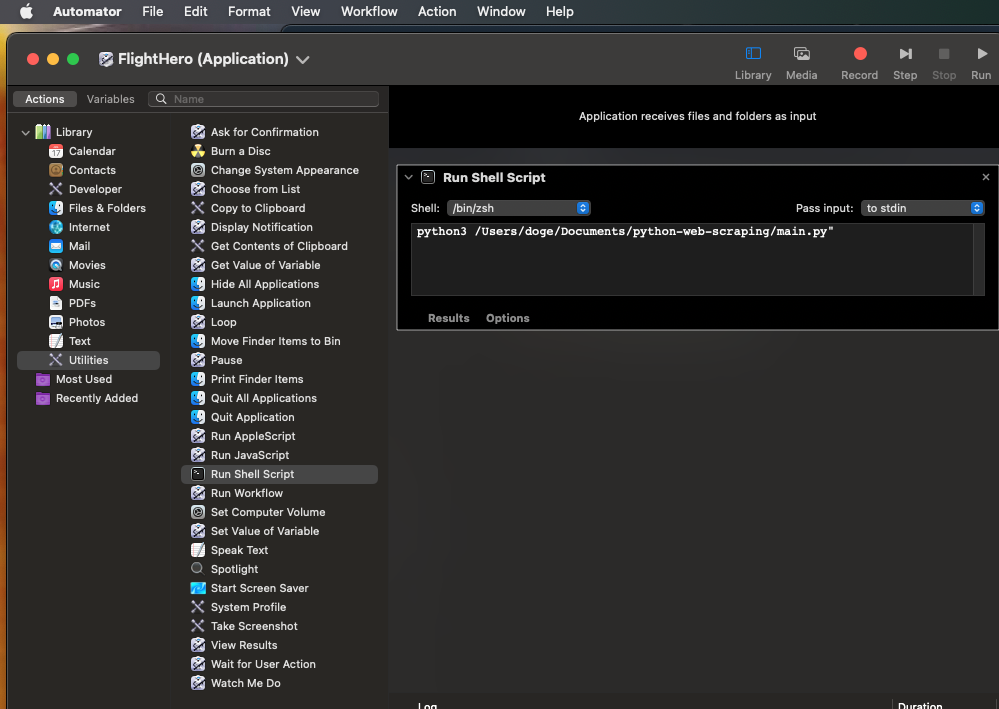 Automator File Edit Format View Workflow Action Window Help
FlightHero (Application)
Library Media Record Step Stop Run
Actions Variables Name
Application receives files and folders as input
Library
Calendar
Contacts
Developer
Files & Folders
Internet
Mail
Movies
Music
PDFs
Photos
Text
Utilities
Most Used
Recently Added
Ask for Confirmation
Burn a Disc
Change System Appearance
Choose from List
Copy to Clipboard
Display Notification
Get Contents of Clipboard
Get Value of Variable
Hide All Applications
Launch Application
Loop
Move Finder Items to Bin
Pause
Print Finder Items
Quit All Applications
Quit Application
Run AppleScript
Run JavaScript
Run Shell Script
Run Workflow
Set Computer Volume
Set Value of Variable
Speak Text
Spotlight
Start Screen Saver
System Profile
Take Screenshot
View Results
Wait for User Action
Watch Me Do
Run Shell Script
Shell: /bin/zsh Pass input: to stdin
python3 /Users/doge/Documents/python-web-scraping/main.py"
Results Options
Log Duration